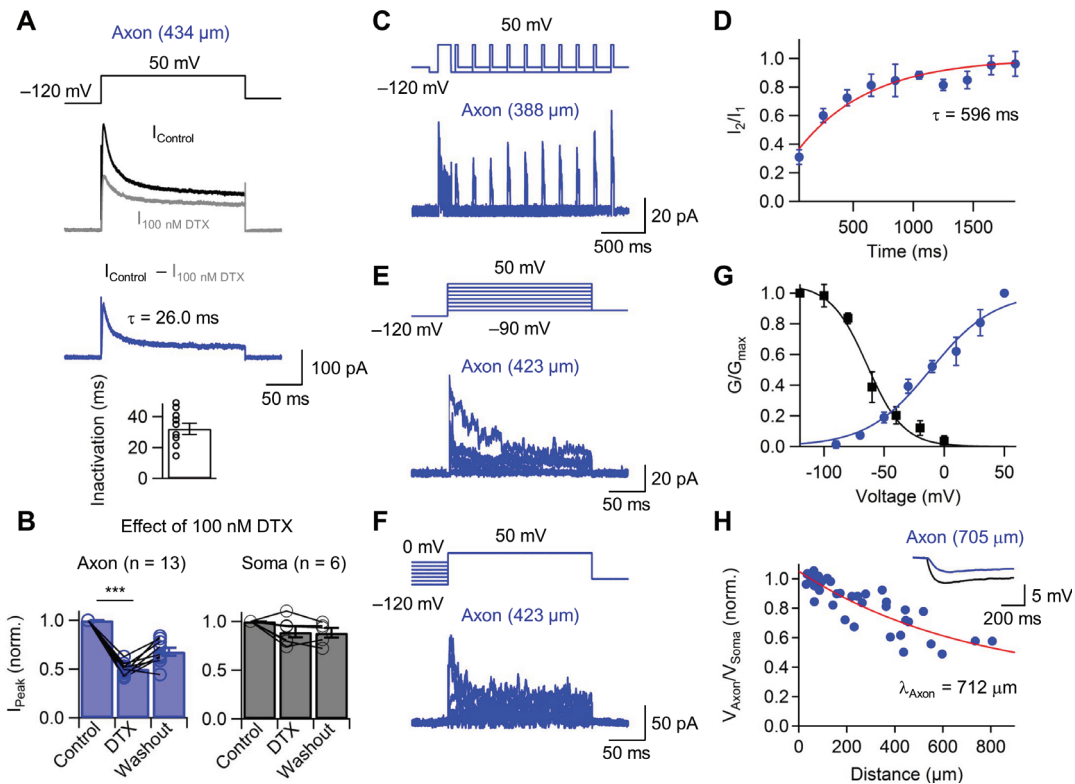 A
Axon (434 µm)
50 mV
−120 mV
I Control
I 100 nM DTX
I Control − I 100 nM DTX
τ = 26.0 ms
100 pA
50 ms
Inactivation (ms)
40
20
0
B
Effect of 100 nM DTX
Axon (n = 13)
Soma (n = 6)
***
I Peak (norm.)
1.0
0.5
0.0
Control
DTX
Washout
1.0
0.5
0.0
Control
DTX
Washout
C
50 mV
−120 mV
Axon (388 µm)
20 pA
500 ms
D
I2/I1
1.0
0.8
0.6
0.4
0.2
0.0
τ = 596 ms
500
1000
1500
Time (ms)
E
50 mV
−120 mV
−90 mV
Axon (423 µm)
20 pA
50 ms
F
0 mV
50 mV
−120 mV
Axon (423 µm)
50 pA
50 ms
G
G/Gmax
1.0
0.8
0.6
0.4
0.2
0.0
-100
-50
0
50
Voltage (mV)
H
Axon (705 µm)
5 mV
200 ms
VAxon/VSoma (norm.)
1.0
0.8
0.6
0.4
0.2
0.0
λAxon = 712 µm
0
200
400
600
800
Distance (µm)